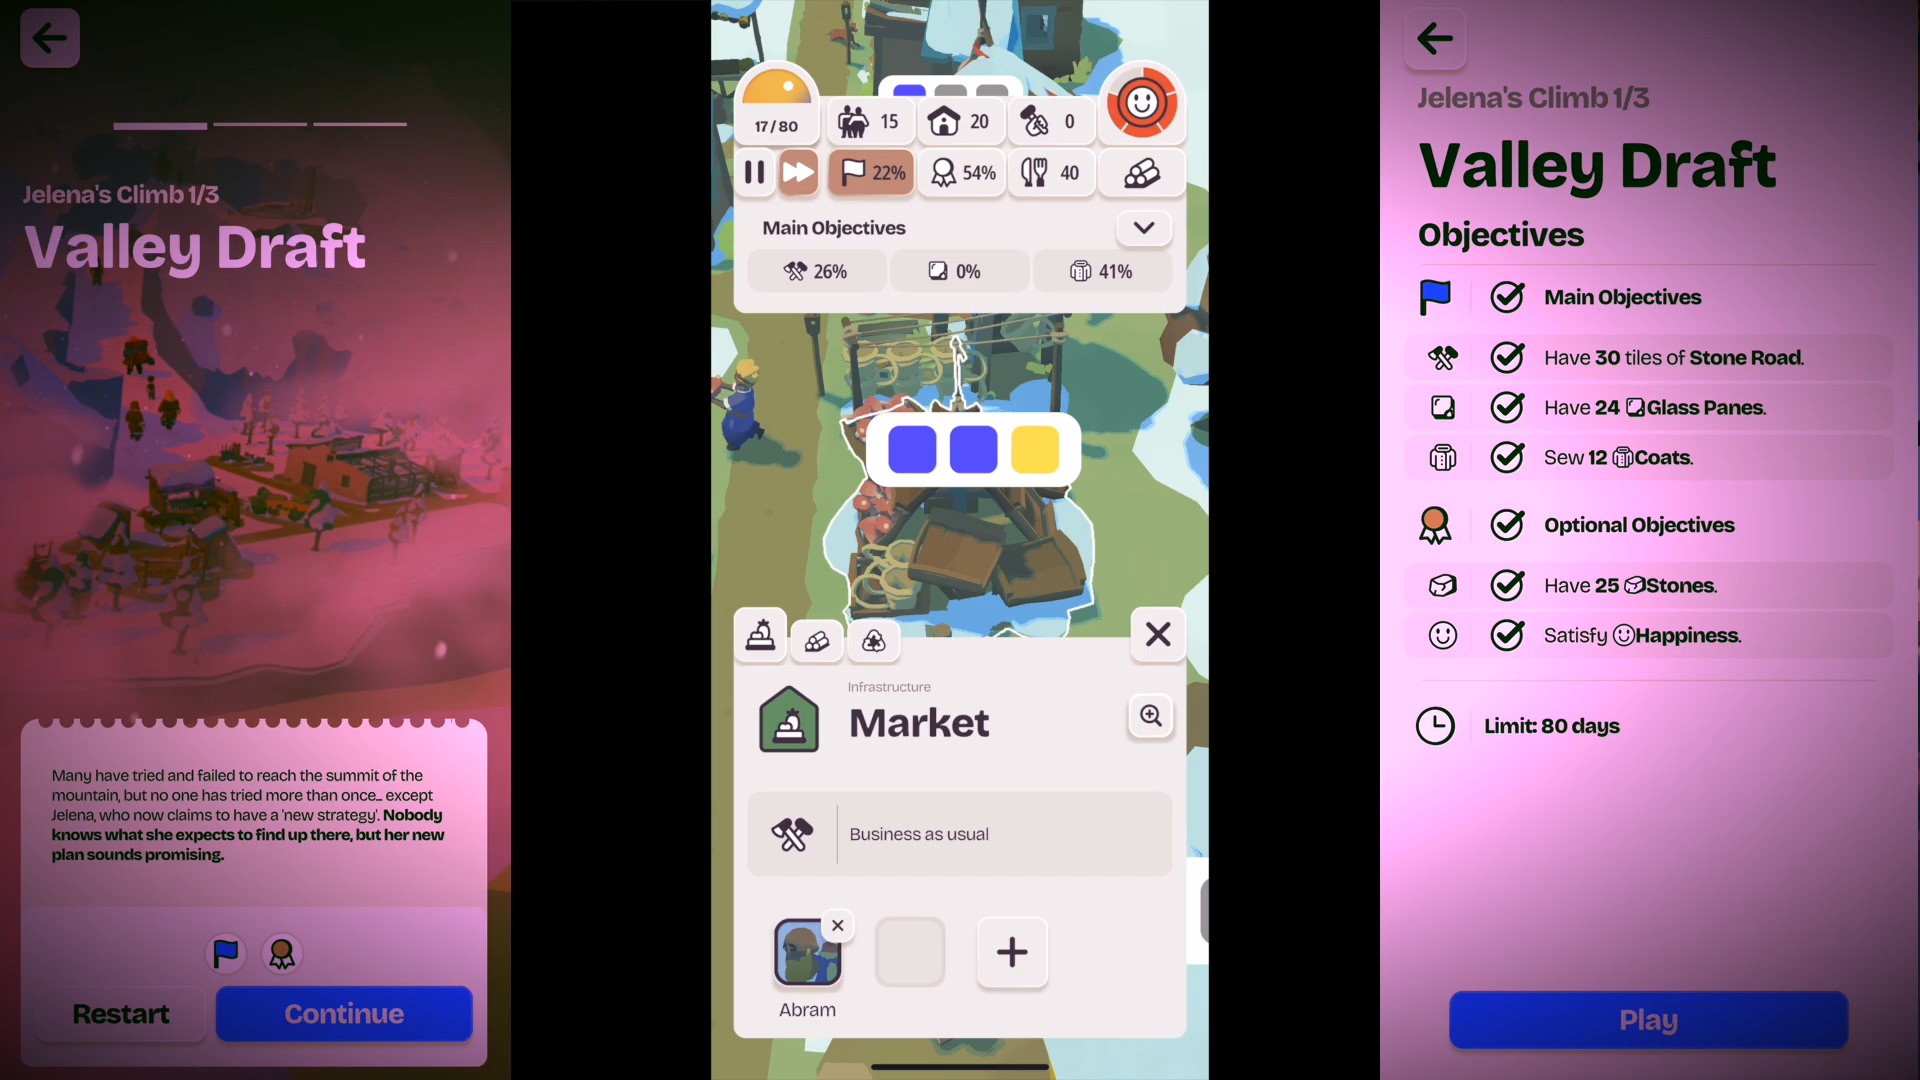 Jelena's Climb 1/3
Valley Draft
Many have tried and failed to reach the summit of the
mountain, but no one has tried more than once... except
Jelena, who now claims to have a 'new strategy'. Nobody
knows what she expects to find up there, but her new
plan sounds promising.
Restart
Continue
17/80
15
20
0
22%
54%
40
Main Objectives
26%
0%
41%
Infrastructure
Market
Business as usual
Abram
Jelena's Climb 1/3
Valley Draft
Objectives
Main Objectives
Have 30 tiles of Stone Road.
Have 24 Glass Panes.
Sew 12 Coats.
Optional Objectives
Have 25 Stones.
Satisfy Happiness.
Limit: 80 days
Play